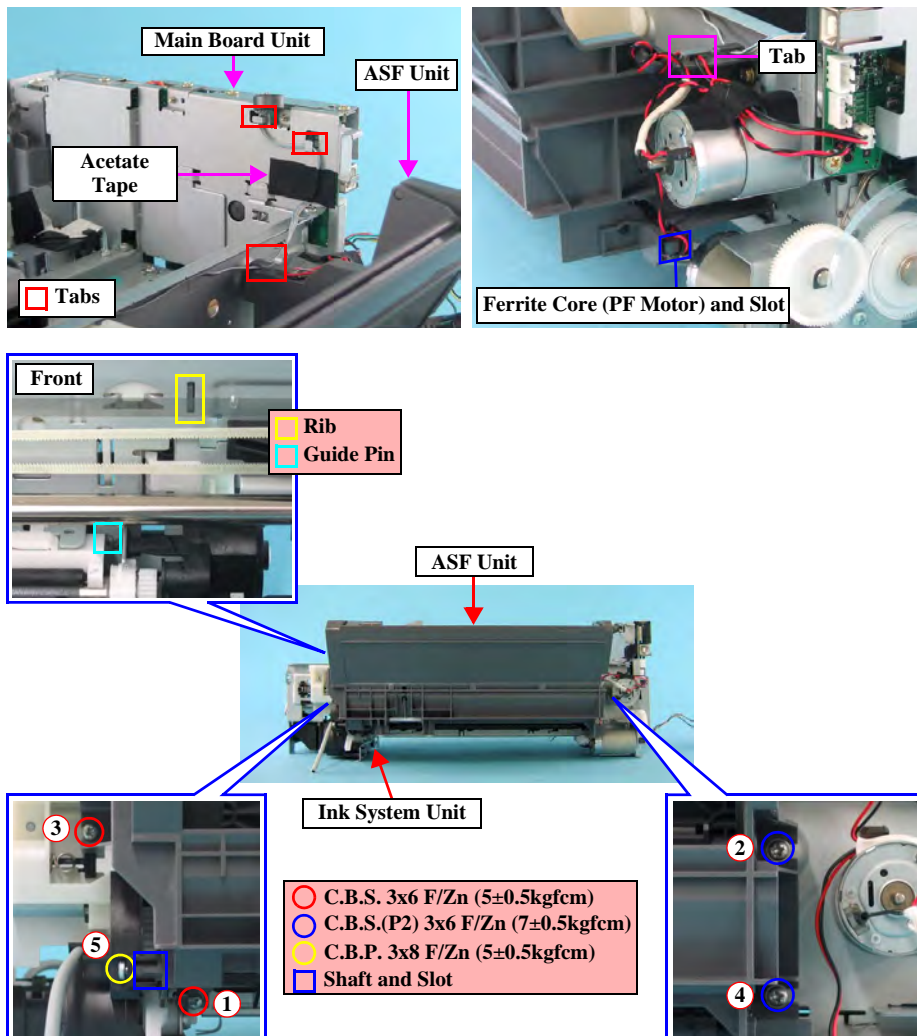 Main Board Unit
ASF Unit
Acetate
Tape
Tabs
Tab
Ferrite Core (PF Motor) and Slot
Front
Rib
Guide Pin
ASF Unit
Ink System Unit
3
5
1
C.B.S. 3x6 F/Zn (5±0.5kgfcm)
C.B.S.(P2) 3x6 F/Zn (7±0.5kgfcm)
C.B.P. 3x8 F/Zn (5±0.5kgfcm)
Shaft and Slot
2
4